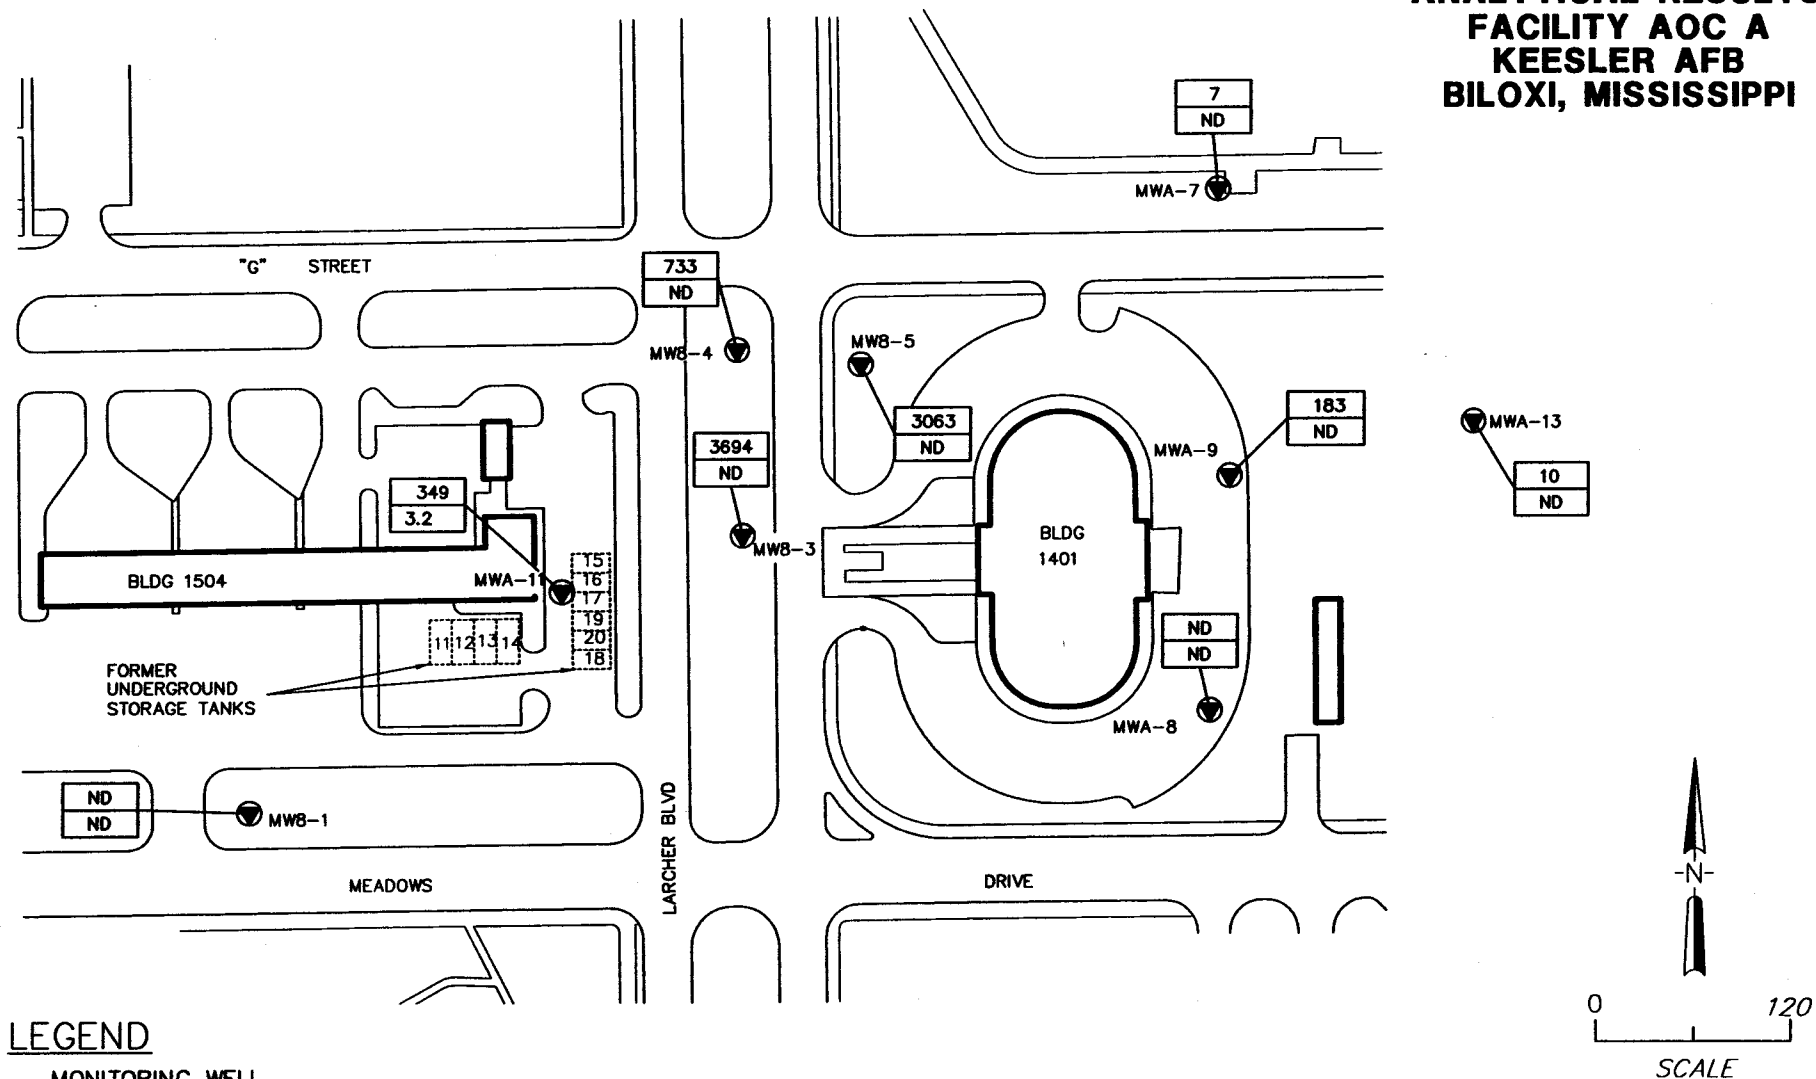 ANALYTICAL RESULTS
FACILITY AOC A
KEESLER AFB
BILOXI, MISSISSIPPI
7
ND
MWA-7
"G" STREET
733
ND
MW8-4
MW8-5
3063
ND
183
ND
MWA-9
MWA-13
10
ND
3694
ND
MW8-3
349
3.2
BLDG 1504
MWA-11
15
16
17
19
20
18
11 12 13 14
BLDG
1401
ND
ND
MWA-8
FORMER
UNDERGROUND
STORAGE TANKS
ND
ND
MW8-1
LARCHER BLVD
MEADOWS
DRIVE
-N-
0 120
SCALE
LEGEND
MONITORING WELL